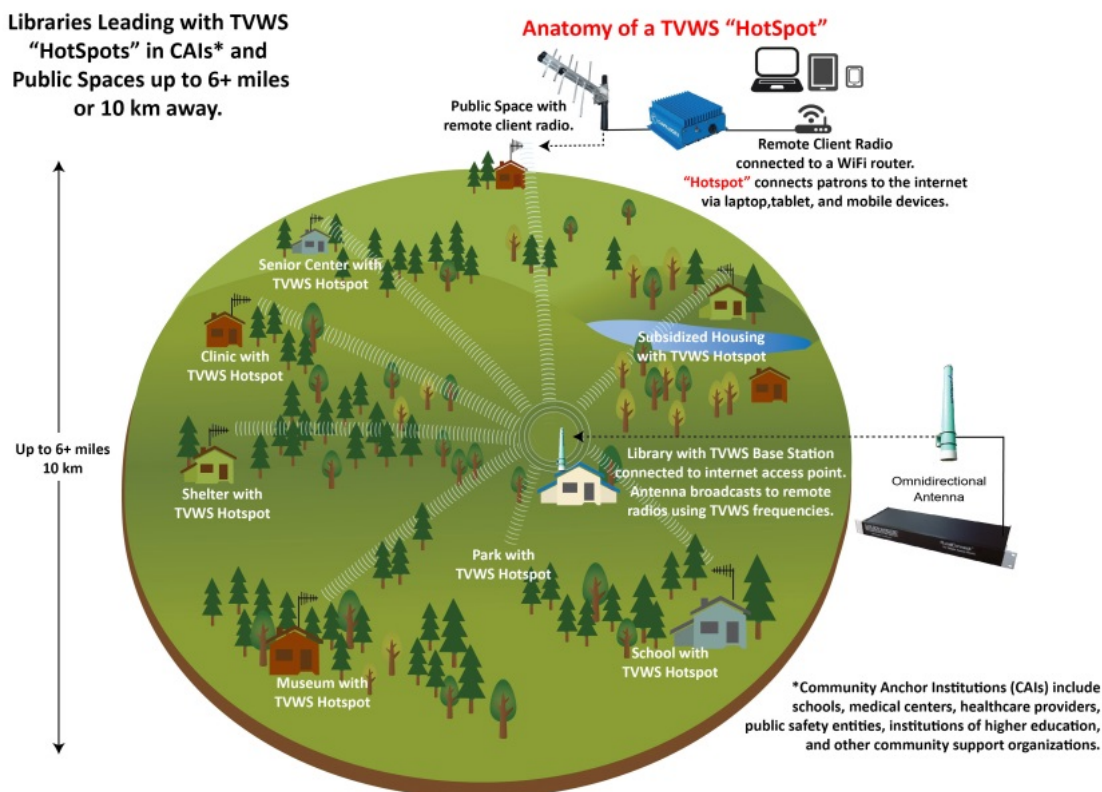 Libraries Leading with TVWS
“HotSpots” in CAIs* and
Public Spaces up to 6+ miles
or 10 km away.
Anatomy of a TVWS “HotSpot”
Public Space with
remote client radio.
Remote Client Radio
connected to a WiFi router.
“Hotspot” connects patrons to the internet
via laptop,tablet, and mobile devices.
Senior Center with
TVWS Hotspot
Clinic with
TVWS Hotspot
Subsidized Housing
with TVWS Hotspot
Up to 6+ miles
10 km
Shelter with
TVWS Hotspot
Library with TVWS Base Station
connected to internet access point.
Antenna broadcasts to remote
radios using TVWS frequencies.
Omnidirectional
Antenna
Park with
TVWS Hotspot
School with
TVWS Hotspot
Museum with
TVWS Hotspot
*Community Anchor Institutions (CAIs) include
schools, medical centers, healthcare providers,
public safety entities, institutions of higher education,
and other community support organizations.